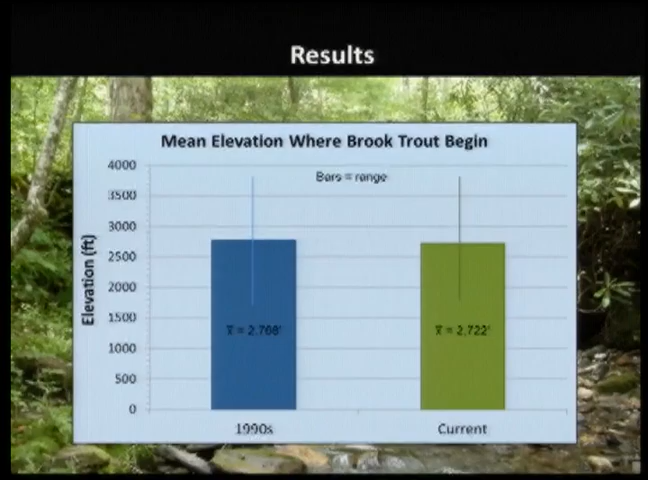 Results
Mean Elevation Where Brook Trout Begin
Bars = range
Elevation (ft)
4000
3500
3000
2500
2000
1500
1000
500
0
x̅ = 2,768'
x̅ = 2,722'
1990s
Current